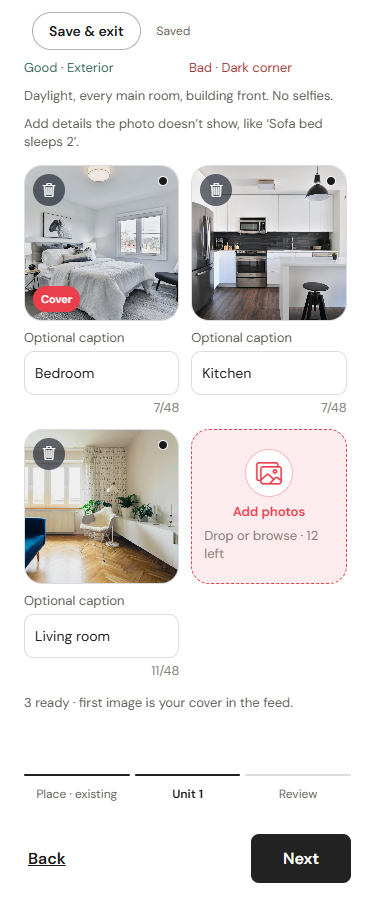 Save & exit
Saved
Good · Exterior
Bad · Dark corner
Daylight, every main room, building front. No selfies.
Add details the photo doesn’t show, like ‘Sofa bed
sleeps 2’.
Cover
Optional caption
Optional caption
Bedroom
Kitchen
7/48
7/48
Add photos
Drop or browse · 12
left
Optional caption
Living room
11/48
3 ready · first image is your cover in the feed.
Place · existing
Unit 1
Review
Back
Next